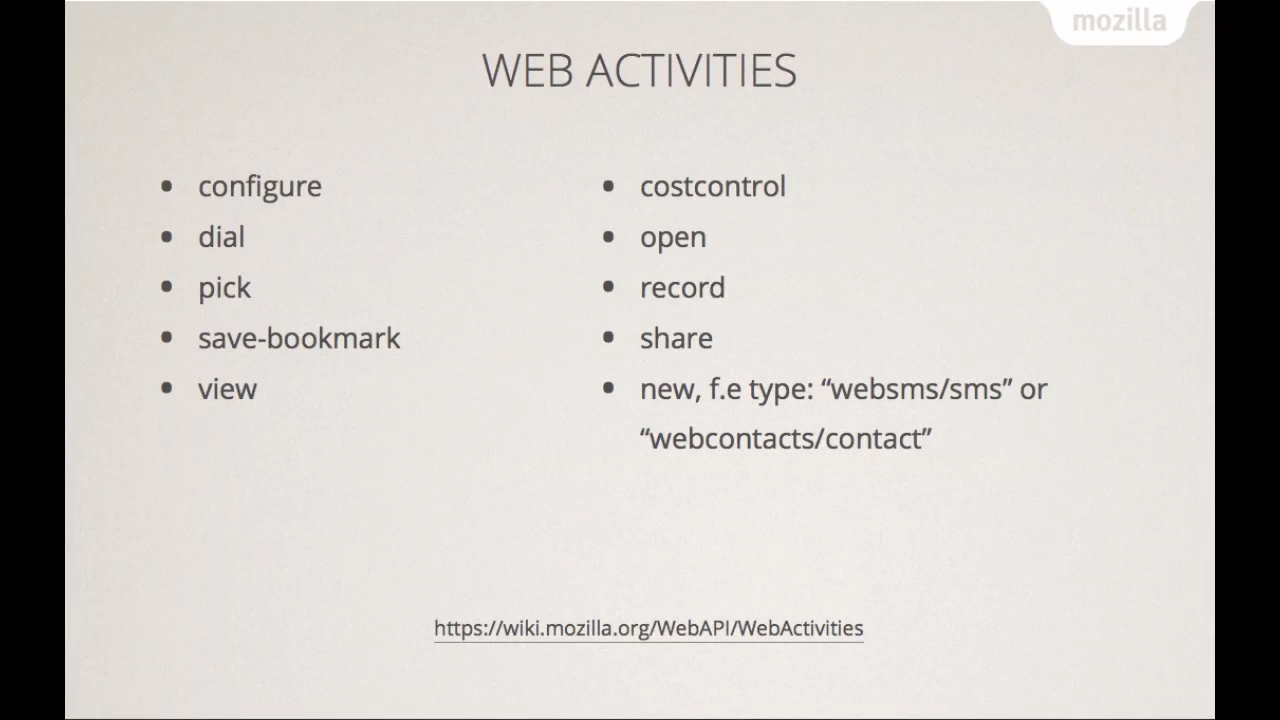 mozilla
WEB ACTIVITIES
• configure
• dial
• pick
• save-bookmark
• view
• costcontrol
• open
• record
• share
• new, f.e type: “websms/sms” or
“webcontacts/contact”
https://wiki.mozilla.org/WebAPI/WebActivities